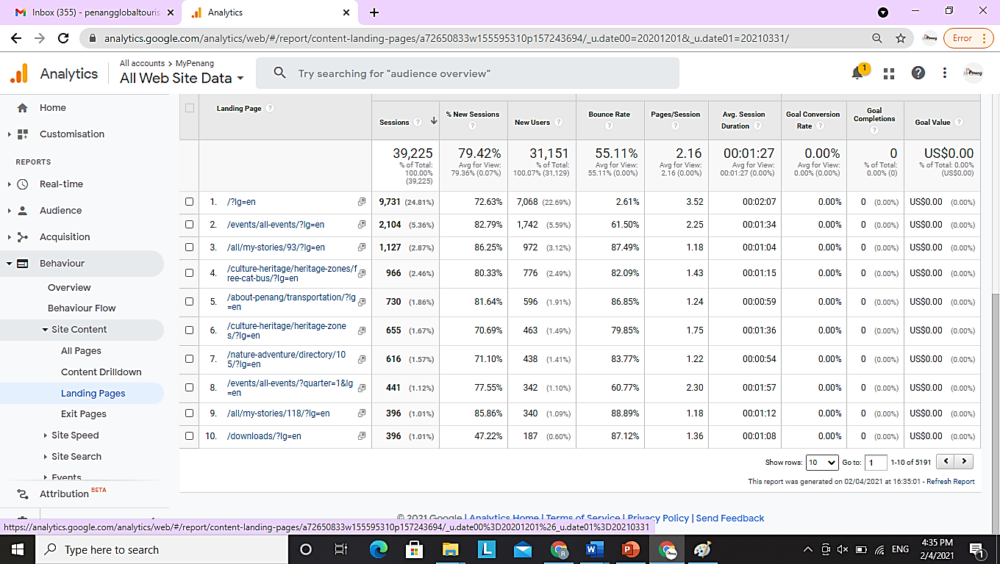 Inbox (355) - penangglobaltouris
Analytics
analytics.google.com/analytics/web/#/report/content-landing-pages/a72650833w155595310p157243694/_u.date00=20201201&_u.date01=20210331/
Error
Analytics
All accounts > MyPenang
All Web Site Data
Try searching for "audience overview"
1
Home
Customisation
REPORTS
Real-time
Audience
Acquisition
Behaviour
Overview
Behaviour Flow
Site Content
All Pages
Content Drilldown
Landing Pages
Exit Pages
Site Speed
Site Search
Events
Attribution BETA
Landing Page
Sessions
% New Sessions
New Users
Bounce Rate
Pages/Session
Avg. Session Duration
Goal Conversion Rate
Goal Completions
Goal Value
39,225 79.42% 31,151 55.11% 2.16 00:01:27 0.00% 0 US$0.00
% of Total: 100.00% (39,225)
Avg for View: 79.36% (0.07%)
% of Total: 100.07% (31,129)
Avg for View: 55.11% (0.00%)
Avg for View: 2.16 (0.00%)
Avg for View: 00:01:27 (0.00%)
Avg for View: 0.00% (0.00%)
% of Total: 0.00% (0)
% of Total: 0.00% (US$0.00)
1. /?lg=en 9,731 (24.81%) 72.63% 7,068 (22.69%) 2.61% 3.52 00:02:07 0.00% 0 (0.00%) US$0.00 (0.00%)
2. /events/all-events/?lg=en 2,104 (5.36%) 82.79% 1,742 (5.59%) 61.50% 2.25 00:01:34 0.00% 0 (0.00%) US$0.00 (0.00%)
3. /all/my-stories/93/?lg=en 1,127 (2.87%) 86.25% 972 (3.12%) 87.49% 1.18 00:01:04 0.00% 0 (0.00%) US$0.00 (0.00%)
4. /culture-heritage/heritage-zones/f
ree-cat-bus/?lg=en 966 (2.46%) 80.33% 776 (2.49%) 82.09% 1.43 00:01:15 0.00% 0 (0.00%) US$0.00 (0.00%)
5. /about-penang/transportation/?lg
=en 730 (1.86%) 81.64% 596 (1.91%) 86.85% 1.24 00:00:59 0.00% 0 (0.00%) US$0.00 (0.00%)
6. /culture-heritage/heritage-zone
s/?lg=en 655 (1.67%) 70.69% 463 (1.49%) 79.85% 1.75 00:01:36 0.00% 0 (0.00%) US$0.00 (0.00%)
7. /nature-adventure/directory/10
5/?lg=en 616 (1.57%) 71.10% 438 (1.41%) 83.77% 1.22 00:00:54 0.00% 0 (0.00%) US$0.00 (0.00%)
8. /events/all-events/?quarter=1&lg
=en 441 (1.12%) 77.55% 342 (1.10%) 60.77% 2.30 00:01:57 0.00% 0 (0.00%) US$0.00 (0.00%)
9. /all/my-stories/118/?lg=en 396 (1.01%) 85.86% 340 (1.09%) 88.89% 1.18 00:01:12 0.00% 0 (0.00%) US$0.00 (0.00%)
10. /downloads/?lg=en 396 (1.01%) 47.22% 187 (0.60%) 87.12% 1.36 00:01:08 0.00% 0 (0.00%) US$0.00 (0.00%)
Show rows: 10 Go to: 1 1-10 of 5191
This report was generated on 02/04/2021 at 16:35:01 - Refresh Report
© 2021 Google | Analytics Home | Terms of Service | Privacy Policy | Send Feedback
https://analytics.google.com/analytics/web/#/report/content-landing-pages/a72650833w155595310p157243694/_u.date00%3D20201201%26_u.date01%3D20210331
Type here to search
ENG
4:35 PM
2/4/2021
1